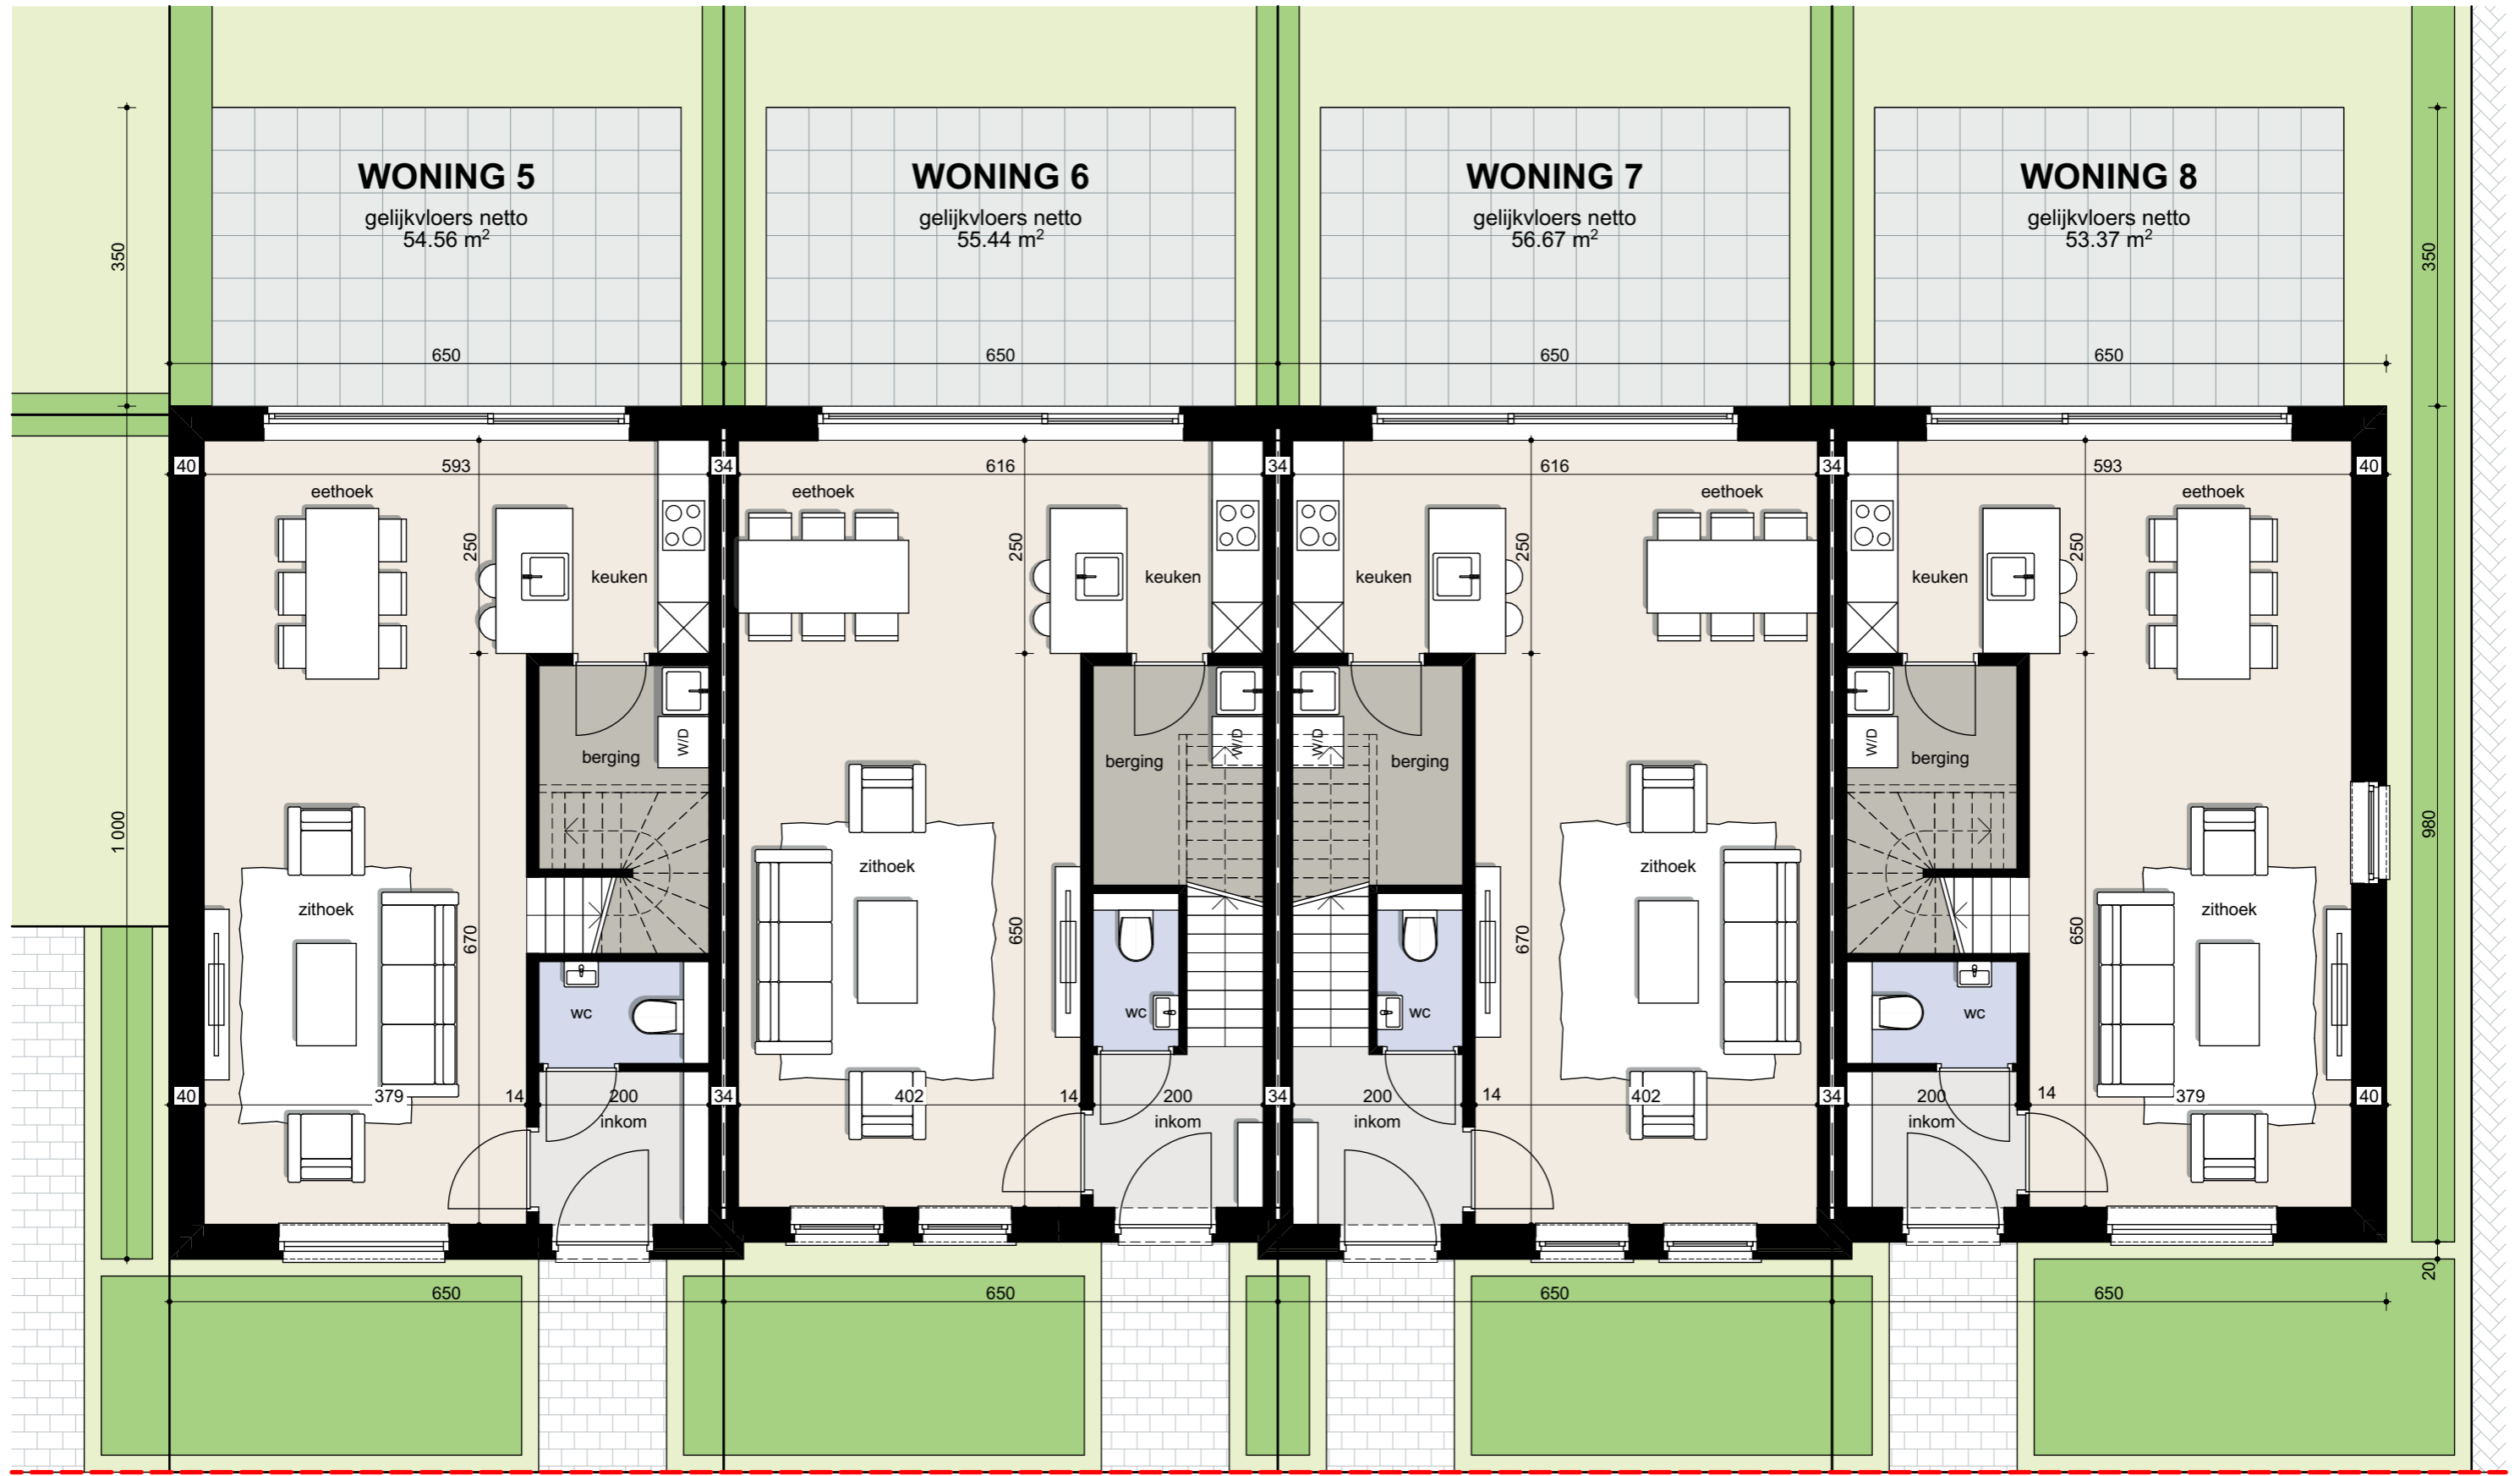 WONING 5
gelijkvloers netto
54.56 m²
WONING 6
gelijkvloers netto
55.44 m²
WONING 7
gelijkvloers netto
56.67 m²
WONING 8
gelijkvloers netto
53.37 m²
350
350
650
650
650
650
40
593
34
616
34
616
34
593
40
eethoek
eethoek
eethoek
eethoek
250
250
250
250
keuken
keuken
keuken
keuken
W/D
W/D
W/D
W/D
berging
berging
berging
berging
1 000
980
zithoek
zithoek
zithoek
zithoek
670
650
670
650
wc
wc
wc
wc
40
379
14
200
34
402
14
200
34
200
14
402
34
200
14
379
40
inkom
inkom
inkom
inkom
20
650
650
650
650